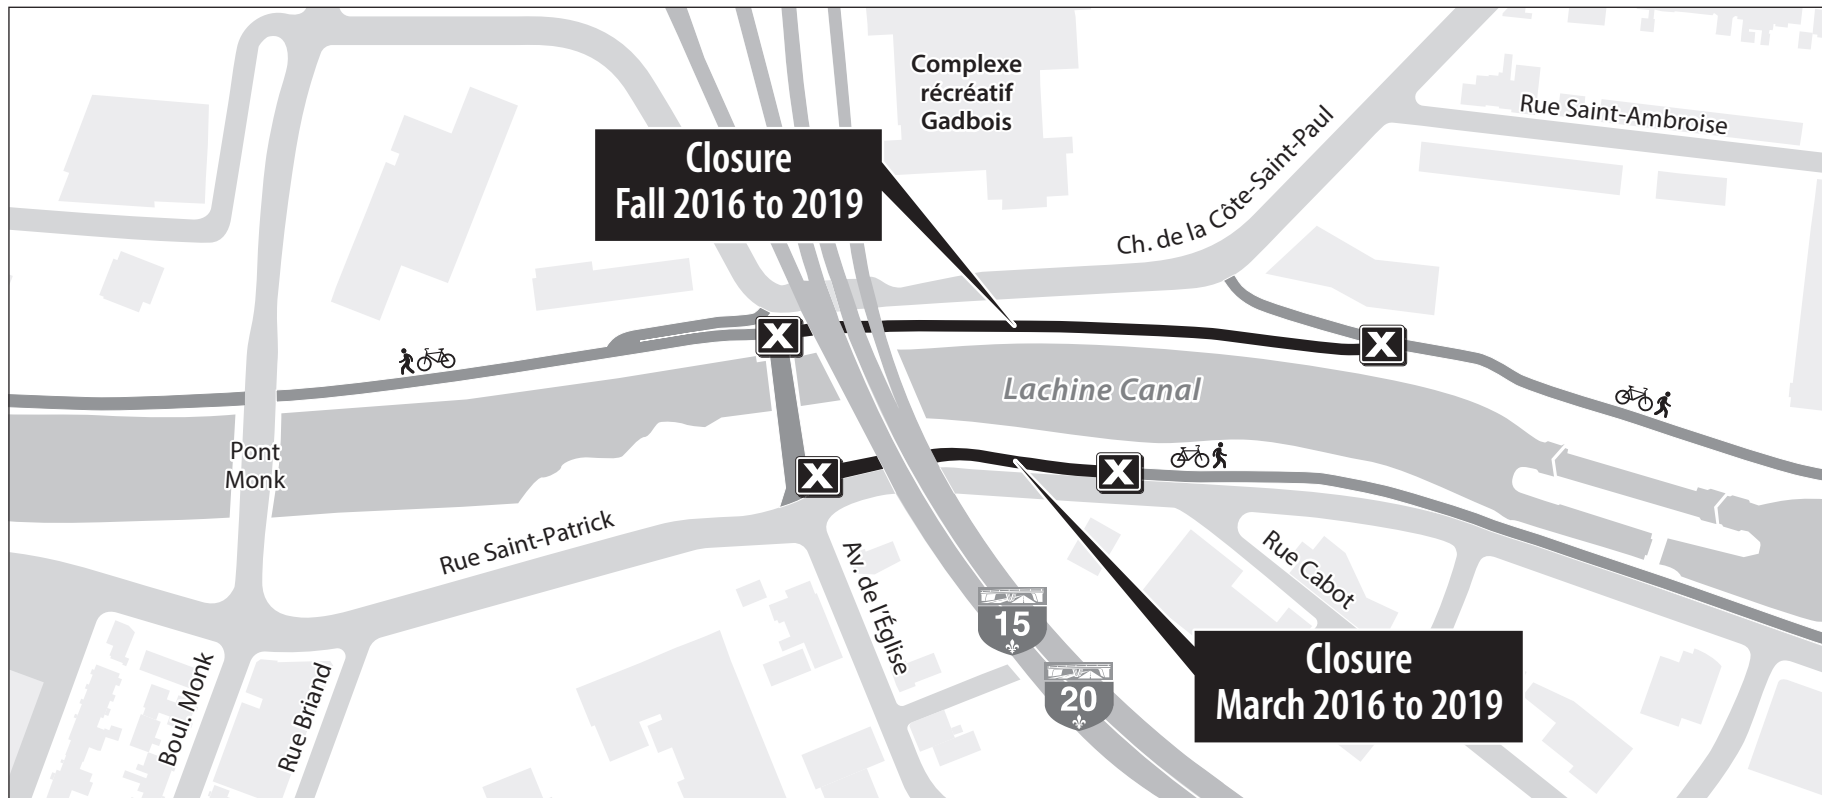 Complexe
récréatif
Gadbois
Rue Saint-Ambroise
Closure
Fall 2016 to 2019
Ch. de la Côte-Saint-Paul
X
X
Lachine Canal
Pont
Monk
X
X
Rue Saint-Patrick
Av. de l'Église
Rue Cabot
15
20
Closure
March 2016 to 2019
Boul. Monk
Rue Briand